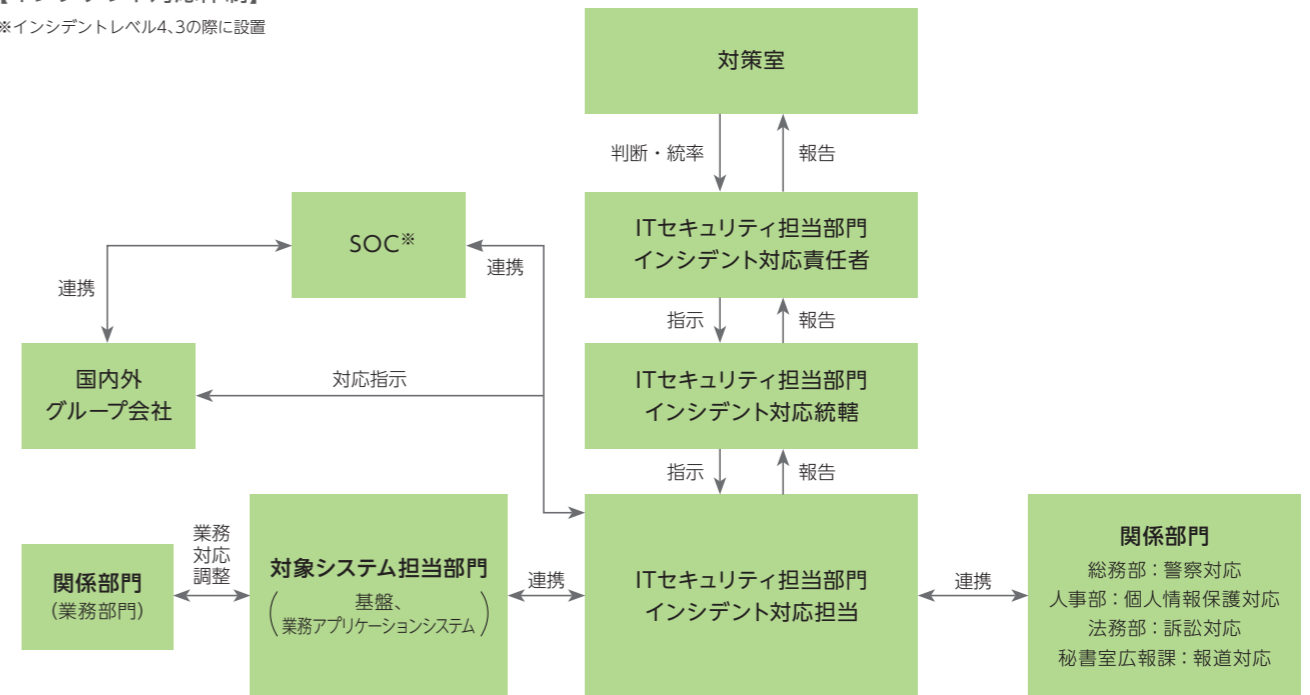 ※インシデントレベル4、3の際に設置
対策室
判断・統率
報告
ITセキュリティ担当部門
インシデント対応責任者
SOC※
連携
連携
指示
報告
国内外
グループ会社
対応指示
ITセキュリティ担当部門
インシデント対応統轄
指示
報告
関係部門
(業務部門)
業務
対応
調整
対象システム担当部門
(基盤、
業務アプリケーションシステム)
連携
ITセキュリティ担当部門
インシデント対応担当
連携
関係部門
総務部：警察対応
人事部：個人情報保護対応
法務部：訴訟対応
秘書室広報課：報道対応